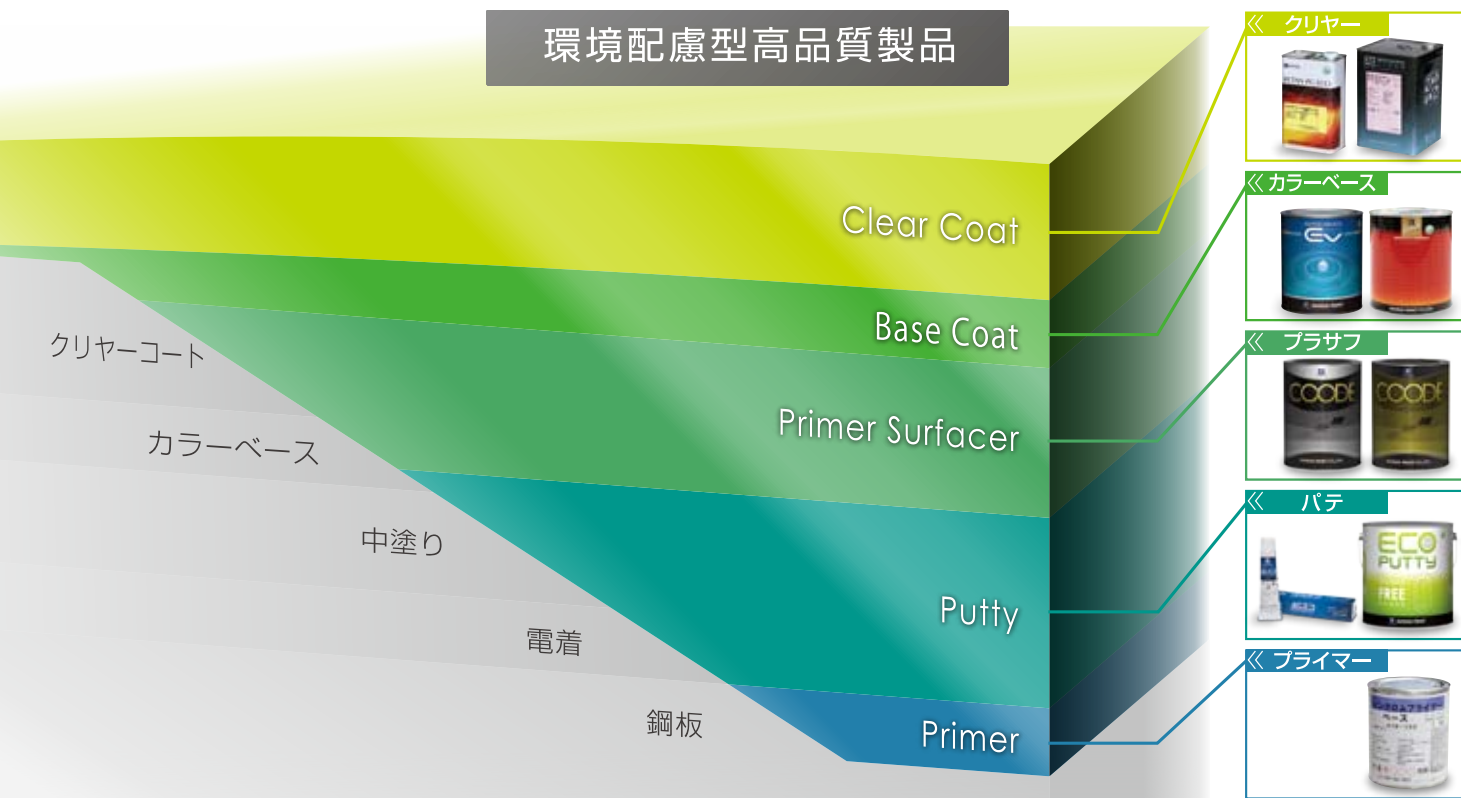 環境配慮型高品質製品
Clear Coat
Base Coat
Primer Surfacer
Putty
Primer
クリヤーコート
カラーベース
中塗り
電着
鋼板
クリヤー
カラーベース
EV
プラサフ
COODE
COODE
パテ
ECO
PUTTY
FREE
プライマー
ベース